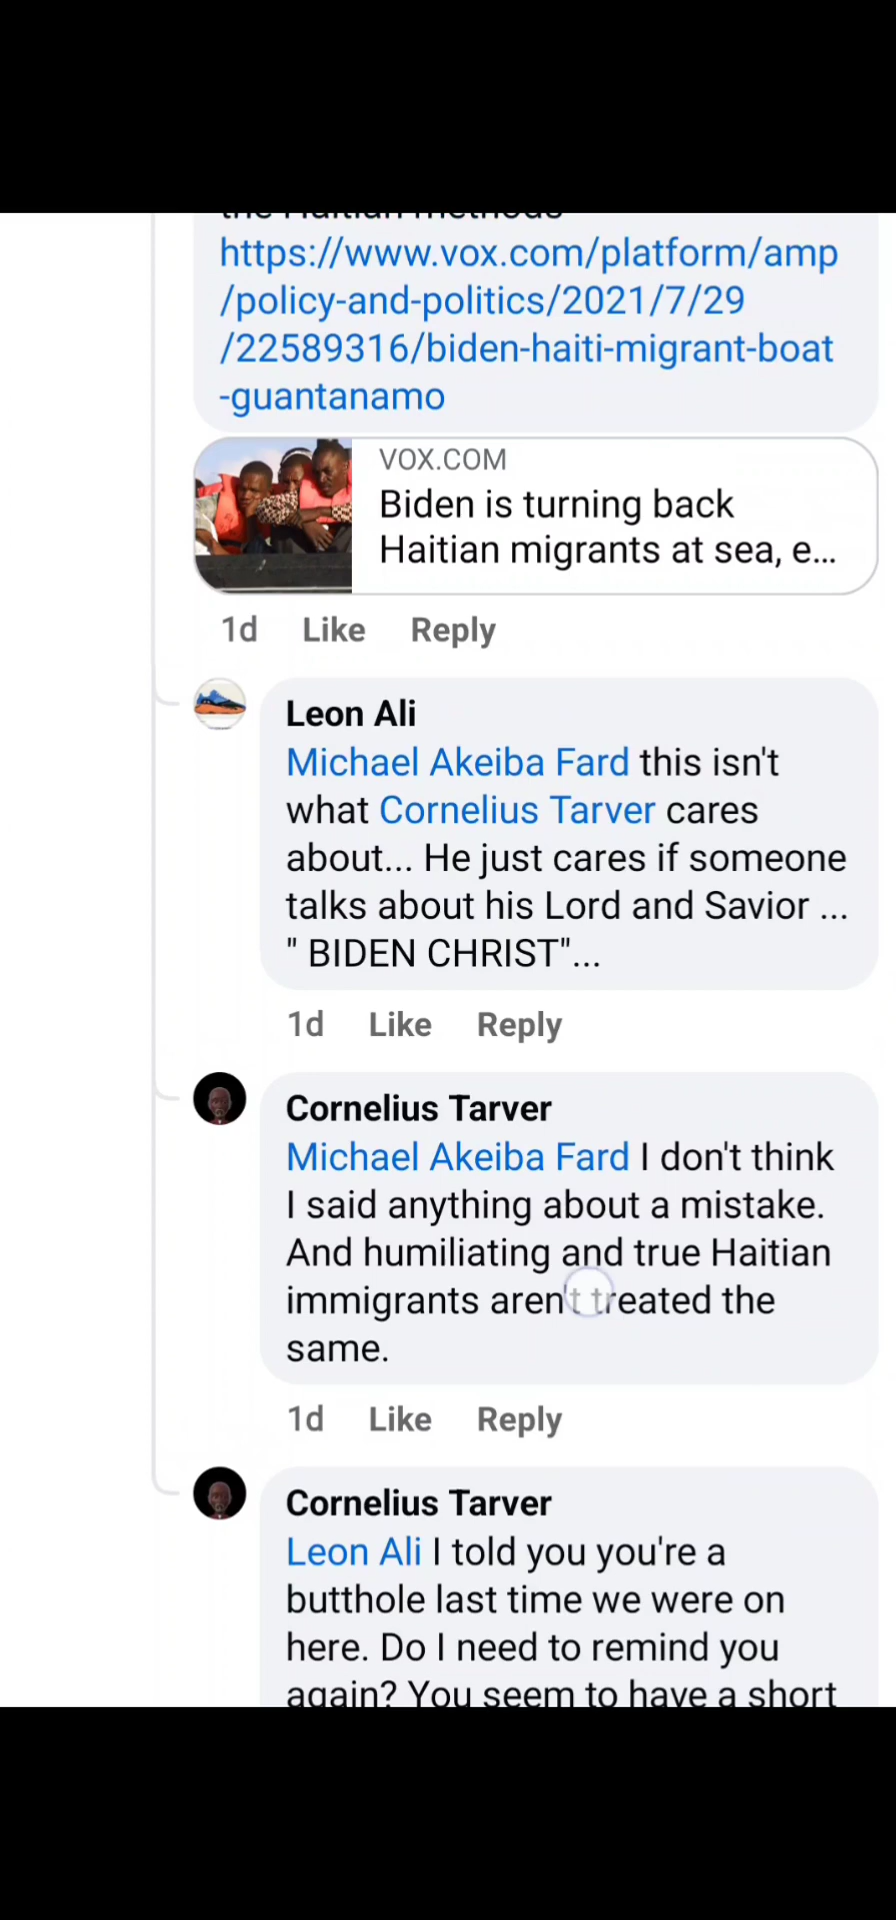 the Haitian methods
https://www.vox.com/platform/amp
/policy-and-politics/2021/7/29
/22589316/biden-haiti-migrant-boat
-guantanamo
VOX.COM
Biden is turning back
Haitian migrants at sea, e...
1d Like Reply
Leon Ali
Michael Akeiba Fard this isn't
what Cornelius Tarver cares
about... He just cares if someone
talks about his Lord and Savior ...
" BIDEN CHRIST"...
1d Like Reply
Cornelius Tarver
Michael Akeiba Fard I don't think
I said anything about a mistake.
And humiliating and true Haitian
immigrants aren't treated the
same.
1d Like Reply
Cornelius Tarver
Leon Ali I told you you're a
butthole last time we were on
here. Do I need to remind you
again? You seem to have a short